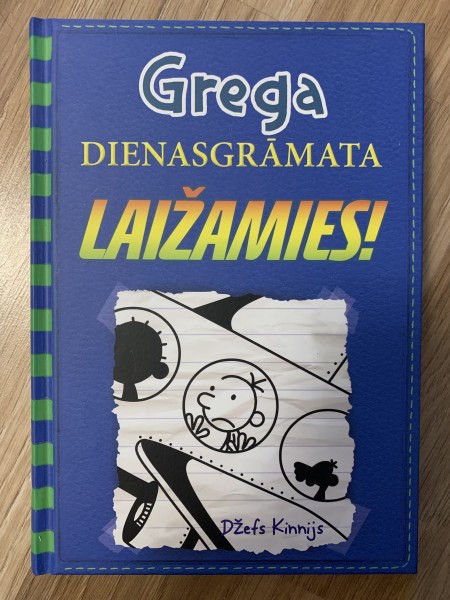 Grega
DIENASGRĀMATA
LAIŽAMIES!
Džefs Kinnijs